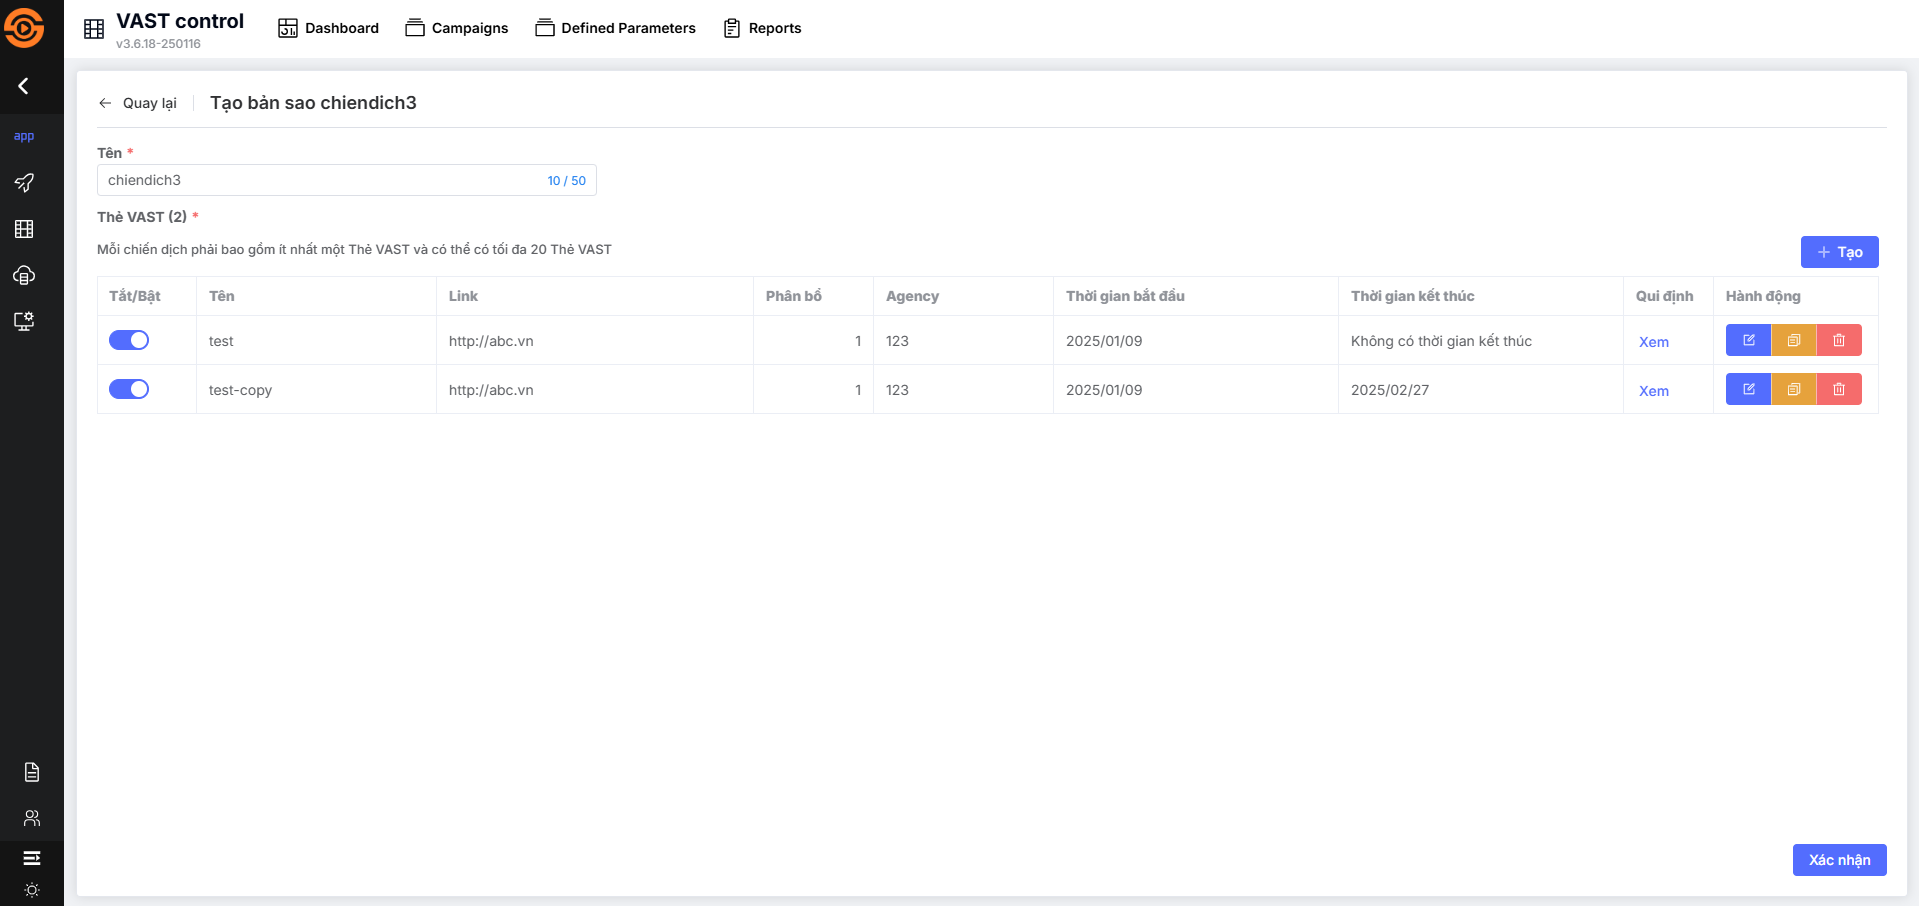 VAST control
v3.6.18-250116
Dashboard
Campaigns
Defined Parameters
Reports
app
Quay lại
Tạo bản sao chiendich3
Tên *
chiendich3
10 / 50
Thẻ VAST (2) *
Mỗi chiến dịch phải bao gồm ít nhất một Thẻ VAST và có thể có tối đa 20 Thẻ VAST
Tạo
Tắt/Bật Tên Link Phân bổ Agency Thời gian bắt đầu Thời gian kết thúc Qui định Hành động
test http://abc.vn 1 123 2025/01/09 Không có thời gian kết thúc Xem
test-copy http://abc.vn 1 123 2025/01/09 2025/02/27 Xem
Xác nhận